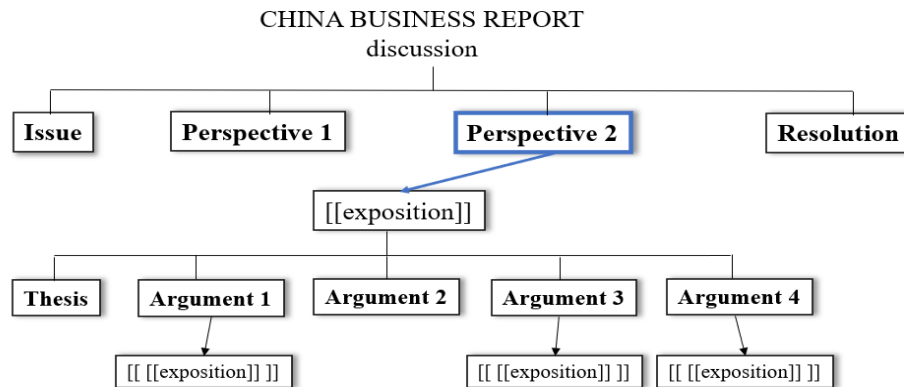 CHINA BUSINESS REPORT
discussion
Issue
Perspective 1
Perspective 2
Resolution
[[exposition]]
Thesis
Argument 1
Argument 2
Argument 3
Argument 4
[[ [[exposition]] ]]
[[ [[exposition]] ]]
[[ [[exposition]] ]]